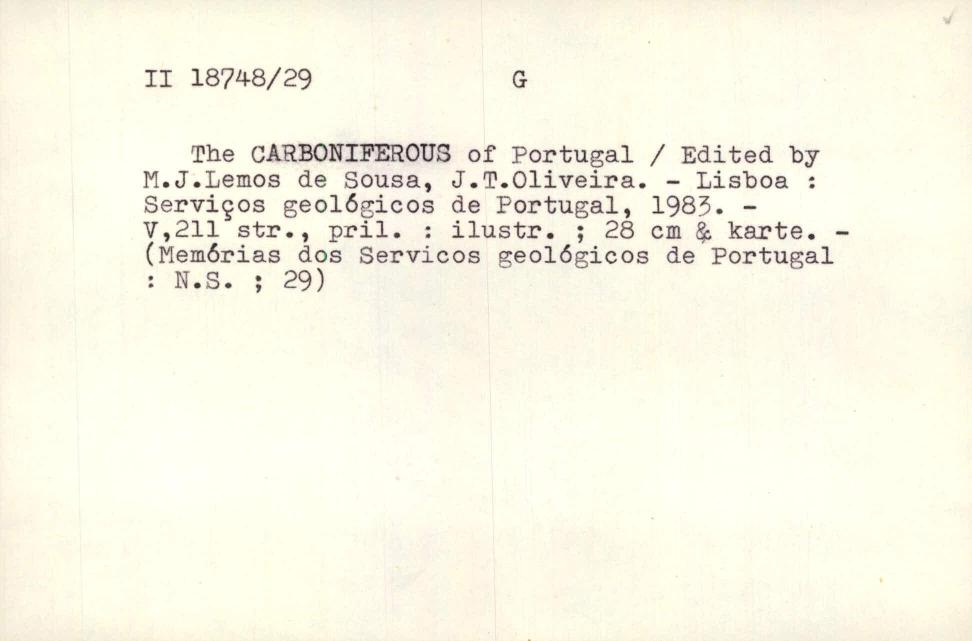 II 18748/29 G
The CARBONIFEROUS of Portugal / Edited by
M.J.Lemos de Sousa, J.T.Oliveira. - Lisboa :
Serviços geológicos de Portugal, 1983. -
V,211 str., pril. : ilustr. ; 28 cm & karte. -
(Memórias dos Servicos geológicos de Portugal
: N.S. ; 29)